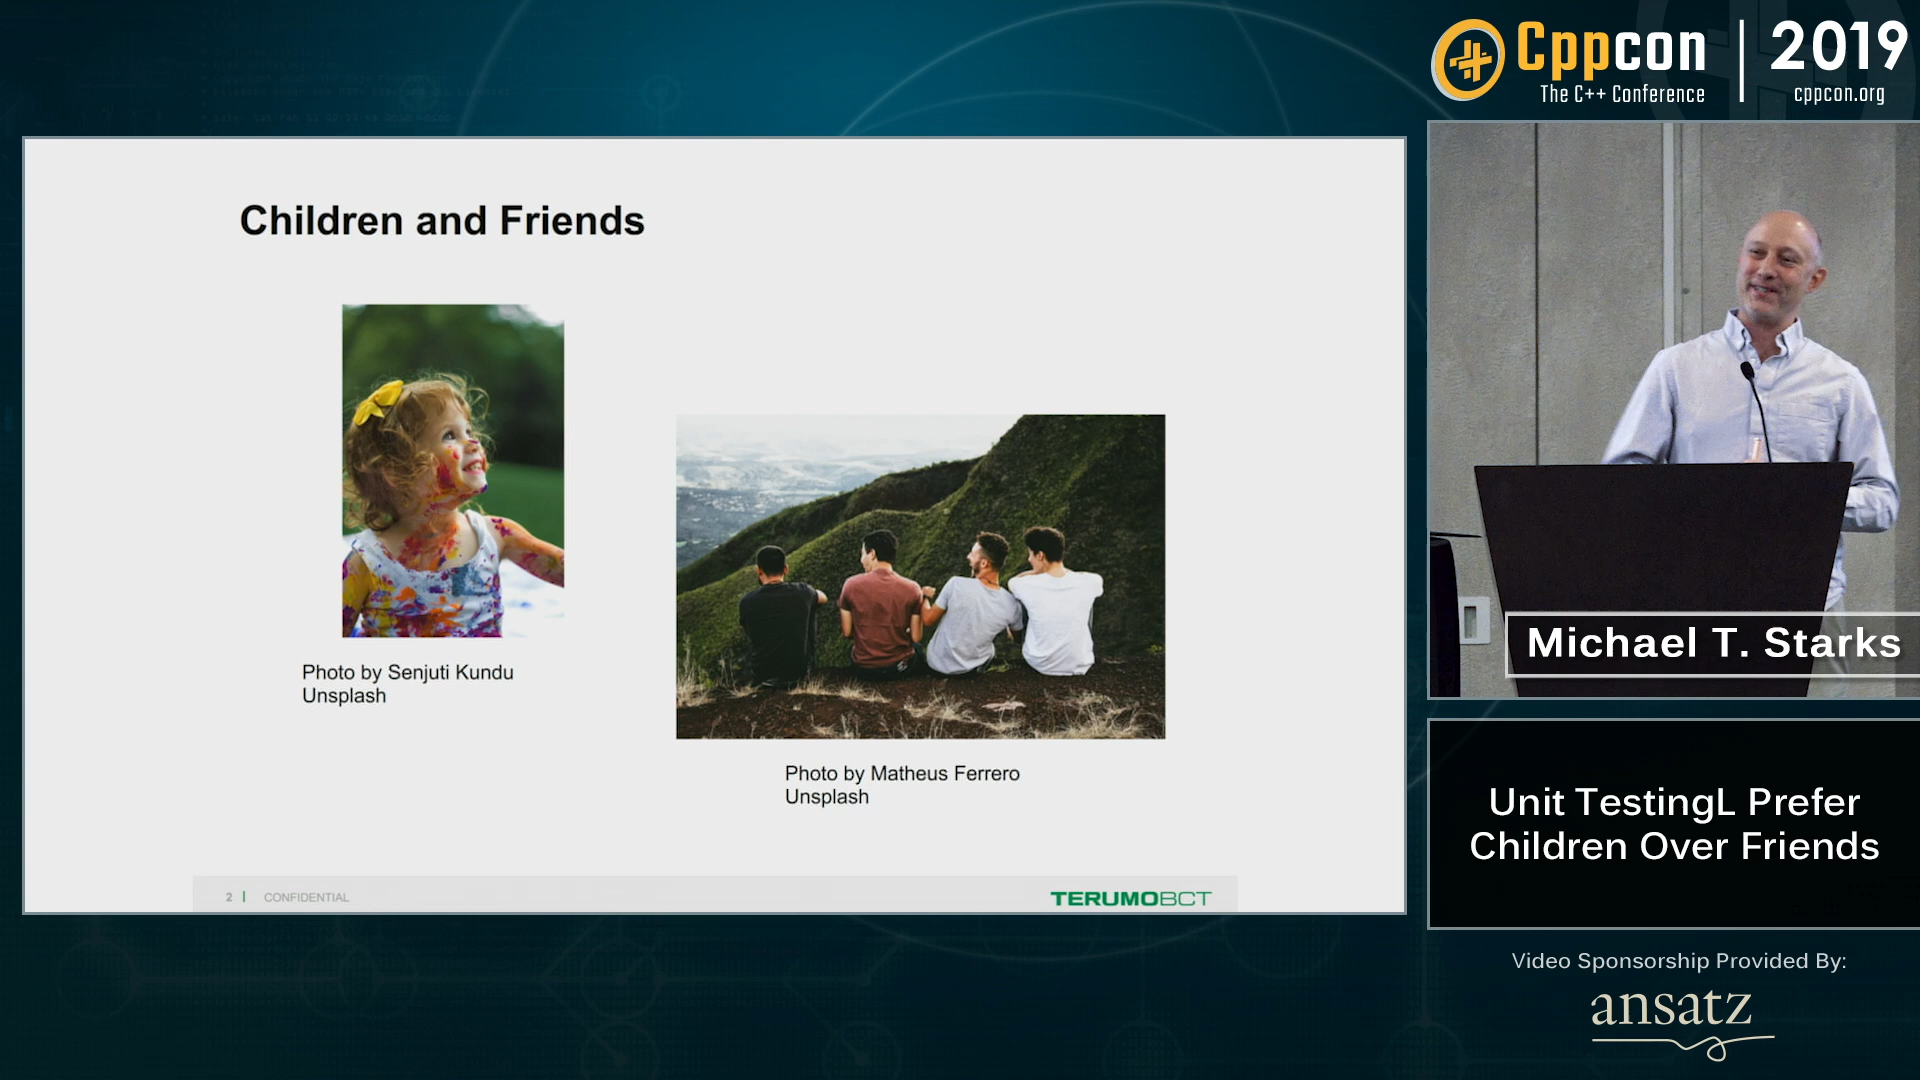 Cppcon
The C++ Conference
2019
cppcon.org
Children and Friends
Photo by Senjuti Kundu
Unsplash
Photo by Matheus Ferrero
Unsplash
2 | CONFIDENTIAL
TERUMOBCT
Michael T. Starks
Unit TestingL Prefer
Children Over Friends
Video Sponsorship Provided By:
ansatz